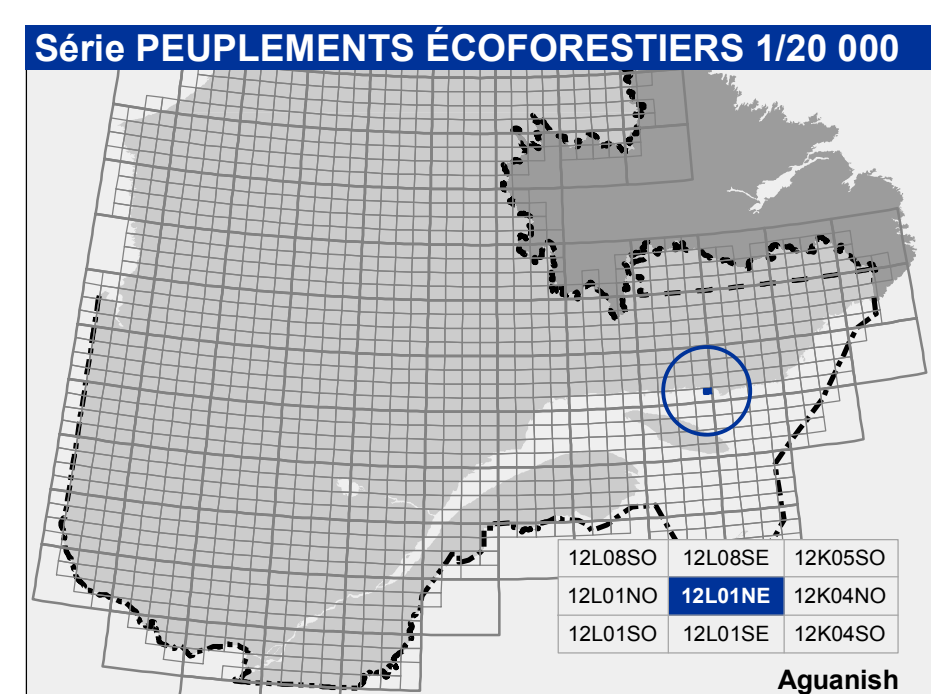 Série PEUPLEMENTS ÉCOFORESTIERS 1/20 000
12L08SO 12L08SE 12K05SO
12L01NO 12L01NE 12K04NO
12L01SO 12L01SE 12K04SO
Aguanish